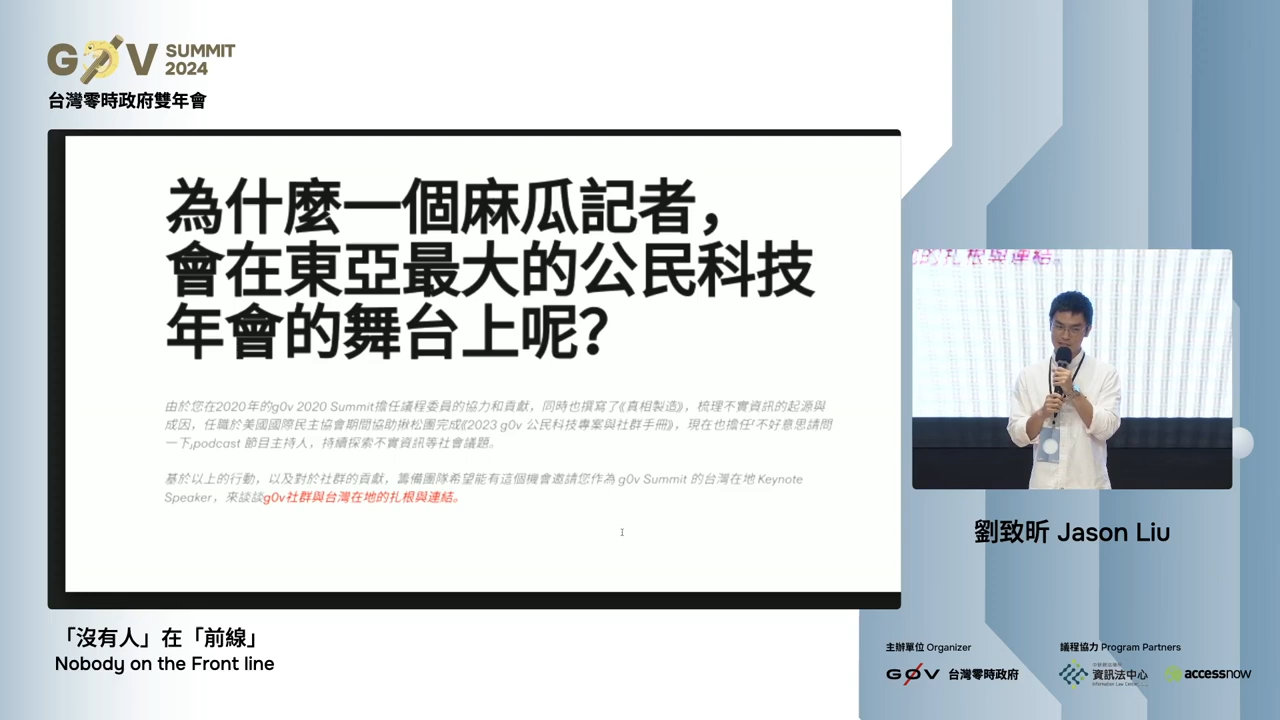 G0V SUMMIT 2024
台灣零時政府雙年會
為什麼一個麻瓜記者，
會在東亞最大的公民科技
年會的舞台上呢？
由於您在2020年的g0v 2020 Summit擔任議程委員的協力和貢獻，同時也撰寫了《真相製造》，梳理不實資訊的起源與
成因，任職於美國國際民主協會期間協助揪松團完成《2023 g0v 公民科技專案與社群手冊》，現在也擔任「不好意思請問
一下」podcast 節目主持人，持續探索不實資訊等社會議題。
基於以上的行動，以及對於社群的貢獻，籌備團隊希望能有這個機會邀請您作為 g0v Summit 的台灣在地 Keynote
Speaker，來談談g0v社群與台灣在地的扎根與連結。
的扎根與連結。
劉致昕 Jason Liu
「沒有人」在「前線」
Nobody on the Front line
主辦單位 Organizer
議程協力 Program Partners
G0V 台灣零時政府
資訊法中心
Information Law Center
accessnow